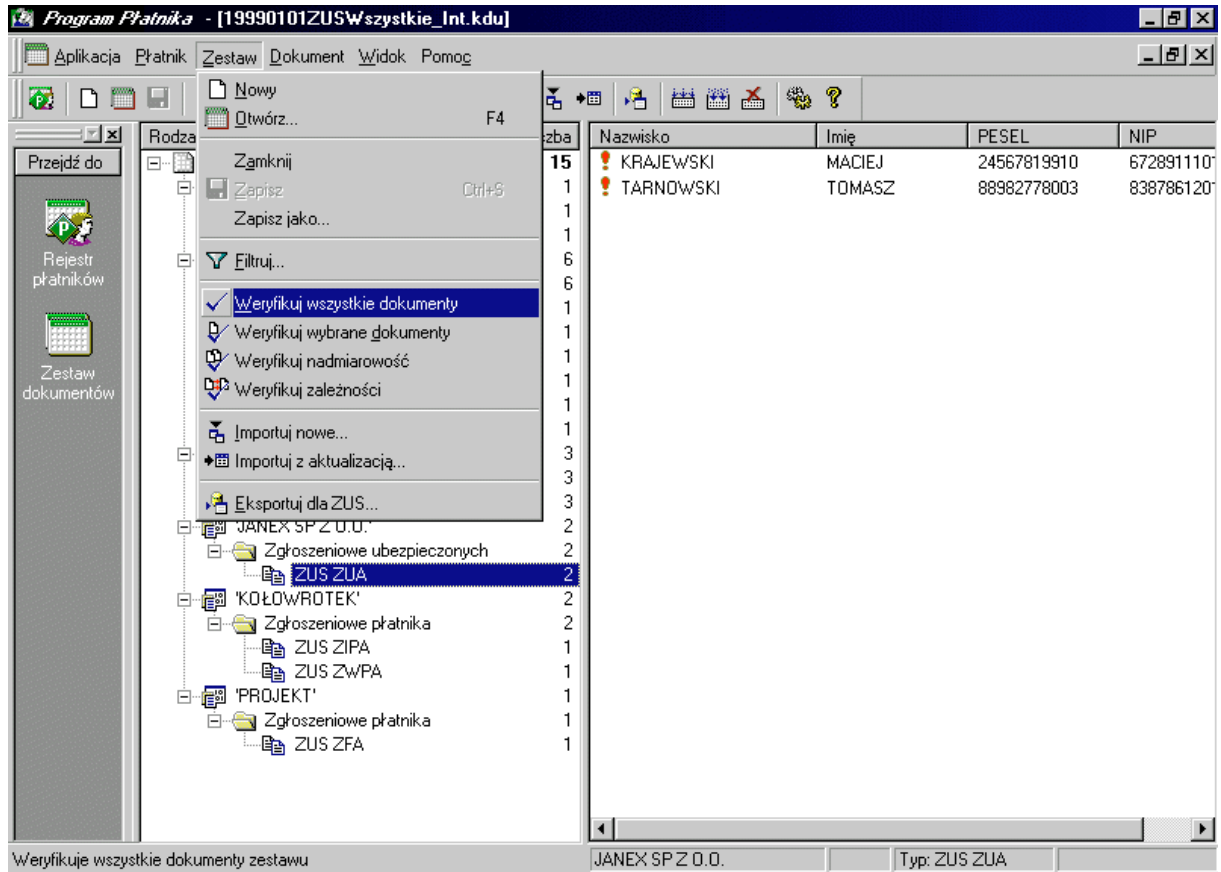 Program Płatnika - [19990101ZUSWszystkie_Int.kdu]
Aplikacja Płatnik Zestaw Dokument Widok Pomoc
Przejdź do
Rejestr
płatników
Zestaw
dokumentów
Nowy
Otwórz... F4
Zamknij
Zapisz Ctrl+S
Zapisz jako...
Filtruj...
Weryfikuj wszystkie dokumenty
Weryfikuj wybrane dokumenty
Weryfikuj nadmiarowość
Weryfikuj zależności
Importuj nowe...
Importuj z aktualizacją...
Eksportuj dla ZUS...
Rodza zba
15
1
1
1
6
6
1
1
1
1
1
1
3
3
3
'JANEX SP Z O.O.' 2
Zgłoszeniowe ubezpieczonych 2
ZUS ZUA 2
'KOŁOWROTEK' 2
Zgłoszeniowe płatnika 2
ZUS ZIPA 1
ZUS ZWPA 1
'PROJEKT' 1
Zgłoszeniowe płatnika 1
ZUS ZFA 1
Nazwisko Imię PESEL NIP
KRAJEWSKI MACIEJ 24567819910 672891110
TARNOWSKI TOMASZ 88982778003 838786120
Weryfikuje wszystkie dokumenty zestawu JANEX SP Z O.O. Typ: ZUS ZUA